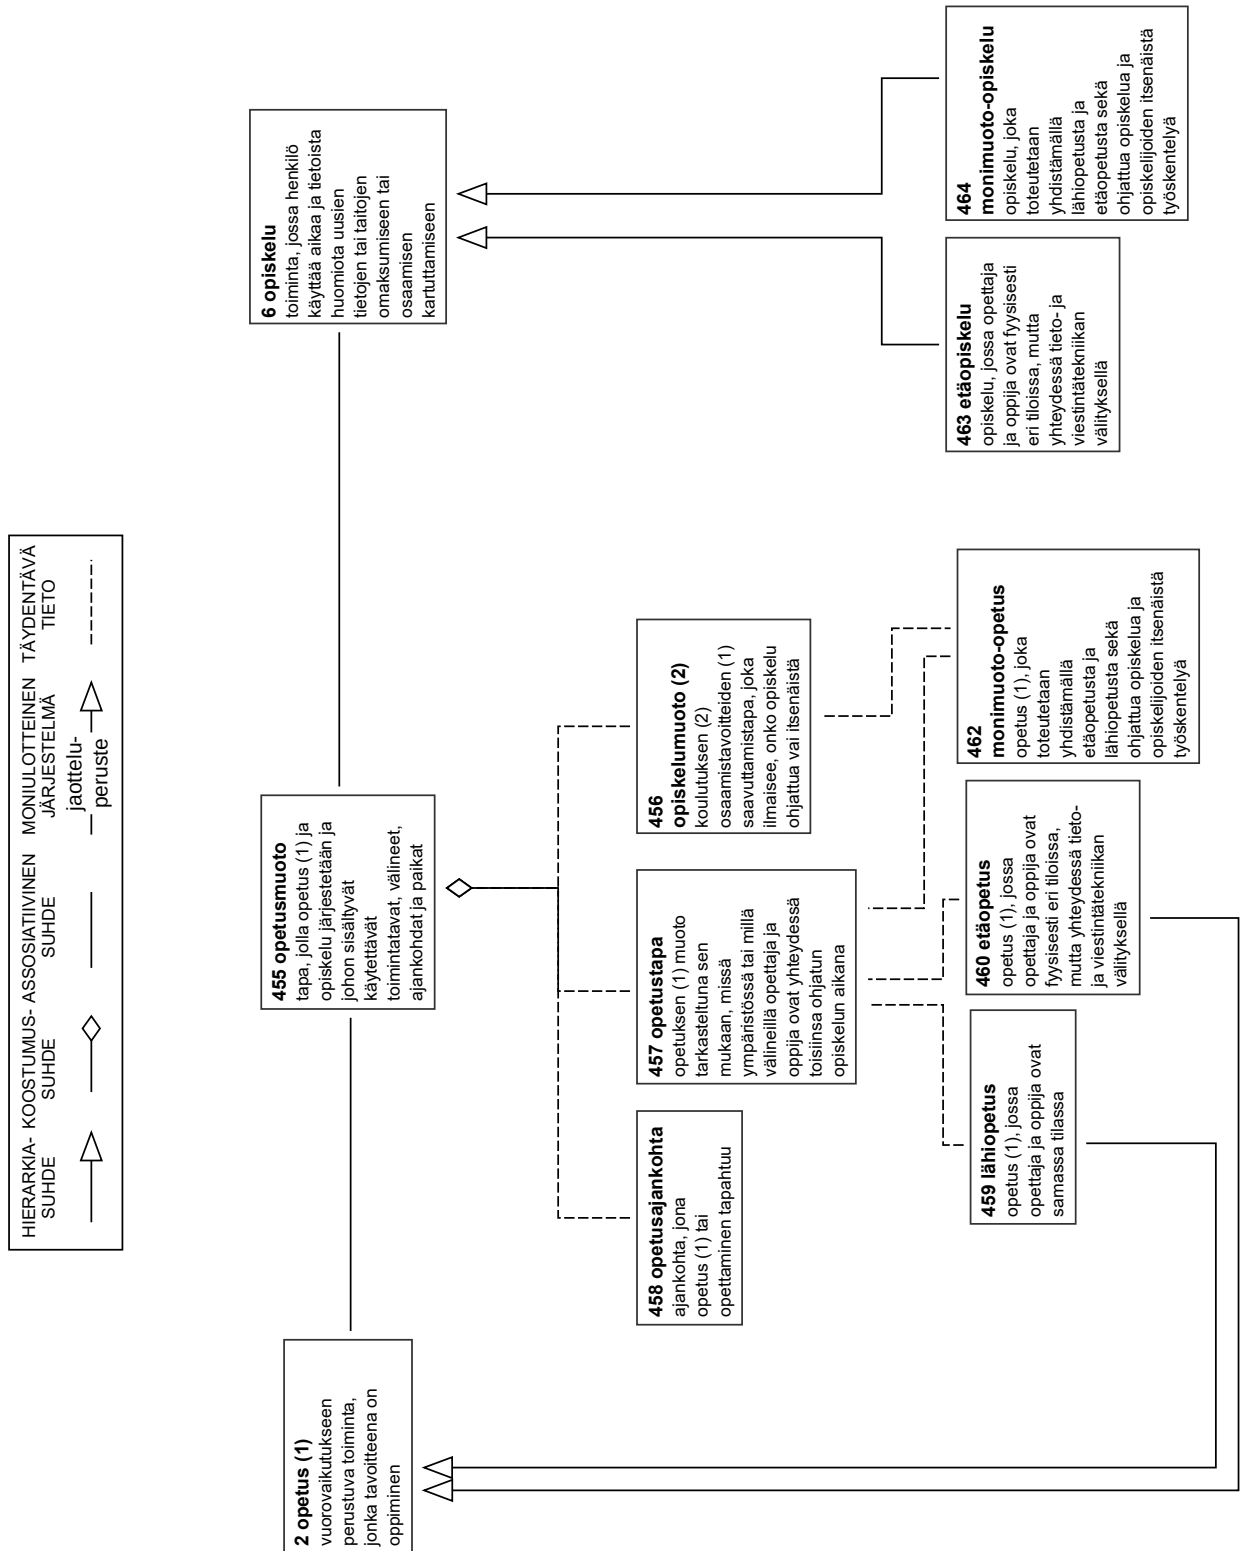 HIERARKIA-
SUHDE
KOOSTUMUS-
SUHDE
ASSOSIATIIVINEN
SUHDE
MONIULOTTEINEN
JÄRJESTELMÄ
jaottelu-
peruste
TÄYDENTÄVÄ
TIETO
2 opetus (1)
vuorovaikutukseen
perustuva toiminta,
jonka tavoitteena on
oppiminen
455 opetusmuoto
tapa, jolla opetus (1) ja
opiskelu järjestetään ja
johon sisältyvät
käytettävät
toimintatavat, välineet,
ajankohdat ja paikat
6 opiskelu
toiminta, jossa henkilö
käyttää aikaa ja tietoista
huomiota uusien
tietojen tai taitojen
omaksumiseen tai
osaamisen
kartuttamiseen
458 opetusajankohta
ajankohta, jona
opetus (1) tai
opettaminen tapahtuu
457 opetustapa
opetuksen (1) muoto
tarkasteltuna sen
mukaan, missä
ympäristössä tai millä
välineillä opettaja ja
oppija ovat yhteydessä
toisiinsa ohjatun
opiskelun aikana
456
opiskelumuoto (2)
koulutuksen (2)
osaamistavoitteiden (1)
saavuttamistapa, joka
ilmaisee, onko opiskelu
ohjattua vai itsenäistä
459 lähiopetus
opetus (1), jossa
opettaja ja oppija ovat
samassa tilassa
460 etäopetus
opetus (1), jossa
opettaja ja oppija ovat
fyysisesti eri tiloissa,
mutta yhteydessä tieto-
ja viestintätekniikan
välityksellä
462
monimuoto-opetus
opetus (1), joka
toteutetaan
yhdistämällä
etäopetusta ja
lähiopetusta sekä
ohjattua opiskelua ja
opiskelijoiden itsenäistä
työskentelyä
463 etäopiskelu
opiskelu, jossa opettaja
ja oppija ovat fyysisesti
eri tiloissa, mutta
yhteydessä tieto- ja
viestintätekniikan
välityksellä
464
monimuoto-opiskelu
opiskelu, joka
toteutetaan
yhdistämällä
lähiopetusta ja
etäopetusta sekä
ohjattua opiskelua ja
opiskelijoiden itsenäistä
työskentelyä